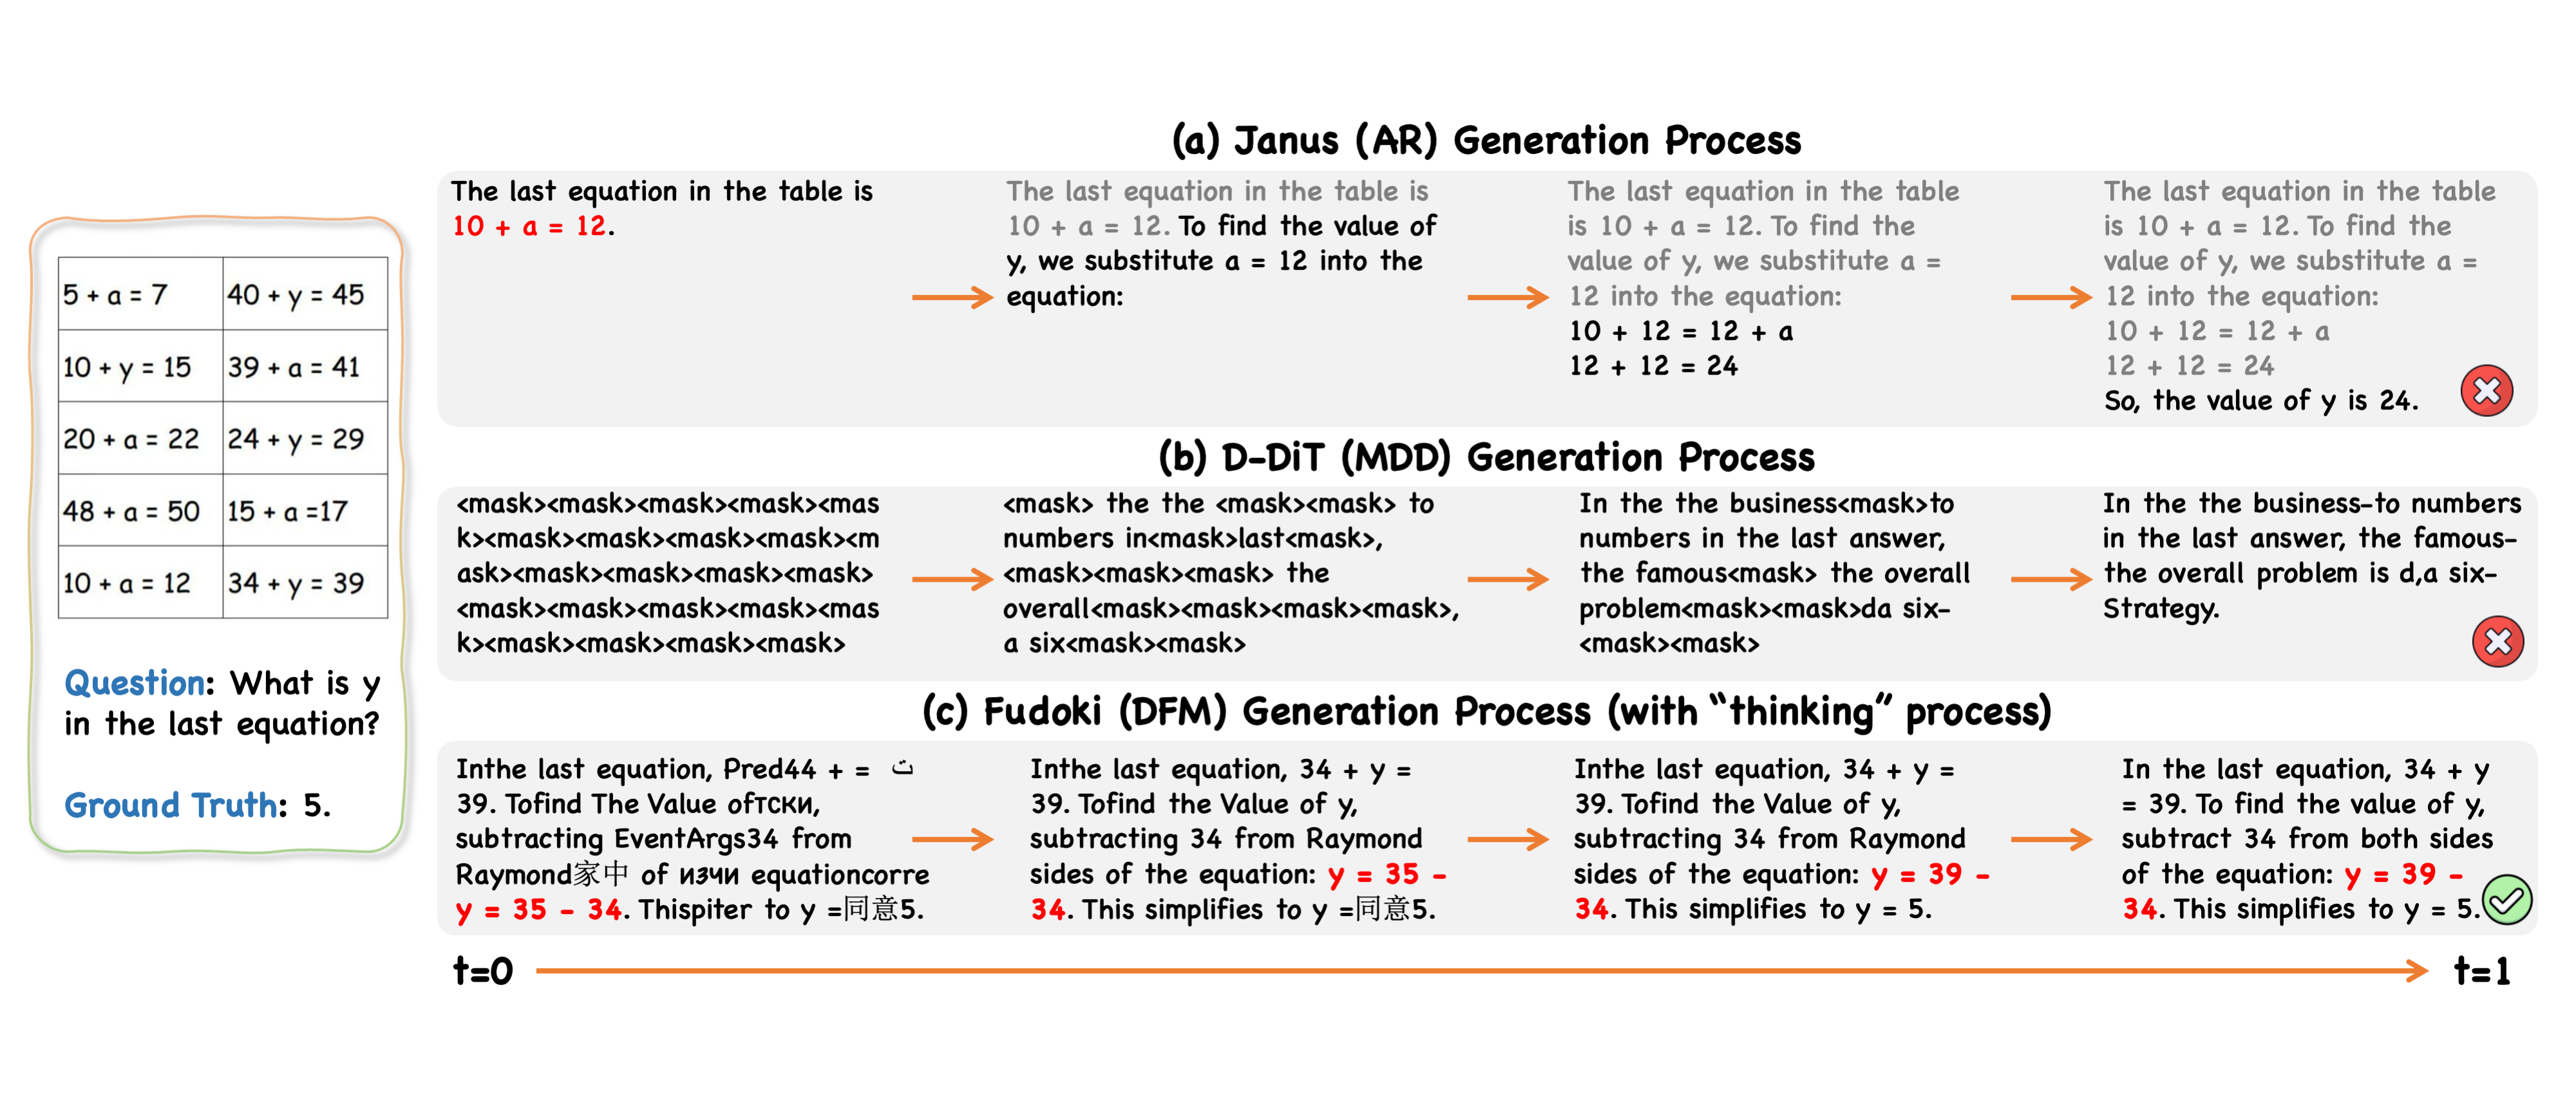 5 + a = 7
40 + y = 45
10 + y = 15
39 + a = 41
20 + a = 22
24 + y = 29
48 + a = 50
15 + a =17
10 + a = 12
34 + y = 39
Question: What is y
in the last equation?
Ground Truth: 5.
(a) Janus (AR) Generation Process
The last equation in the table is
10 + a = 12.
The last equation in the table is
10 + a = 12. To find the value of
y, we substitute a = 12 into the
equation:
The last equation in the table
is 10 + a = 12. To find the
value of y, we substitute a =
12 into the equation:
10 + 12 = 12 + a
12 + 12 = 24
The last equation in the table
is 10 + a = 12. To find the
value of y, we substitute a =
12 into the equation:
10 + 12 = 12 + a
12 + 12 = 24
So, the value of y is 24.
(b) D-DiT (MDD) Generation Process
<mask><mask><mask><mask><mas
k><mask><mask><mask><mask><m
ask><mask><mask><mask><mask>
<mask><mask><mask><mask><mas
k><mask><mask><mask><mask>
<mask> the the <mask><mask> to
numbers in<mask>last<mask>,
<mask><mask><mask> the
overall<mask><mask><mask><mask>,
a six<mask><mask>
In the the business<mask>to
numbers in the last answer,
the famous<mask> the overall
problem<mask><mask>da six-
<mask><mask>
In the the business-to numbers
in the last answer, the famous-
the overall problem is d,a six-
Strategy.
(c) Fudoki (DFM) Generation Process (with “thinking” process)
Inthe last equation, Pred44 + = ت
39. Tofind The Value ofтски,
subtracting EventArgs34 from
Raymond家中 of изчи equationcorre
y = 35 - 34. Thispiter to y =同意5.
Inthe last equation, 34 + y =
39. Tofind the Value of y,
subtracting 34 from Raymond
sides of the equation: y = 35 -
34. This simplifies to y =同意5.
Inthe last equation, 34 + y =
39. Tofind the Value of y,
subtracting 34 from Raymond
sides of the equation: y = 39 -
34. This simplifies to y = 5.
In the last equation, 34 + y
= 39. To find the value of y,
subtract 34 from both sides
of the equation: y = 39 -
34. This simplifies to y = 5.
t=0
t=1